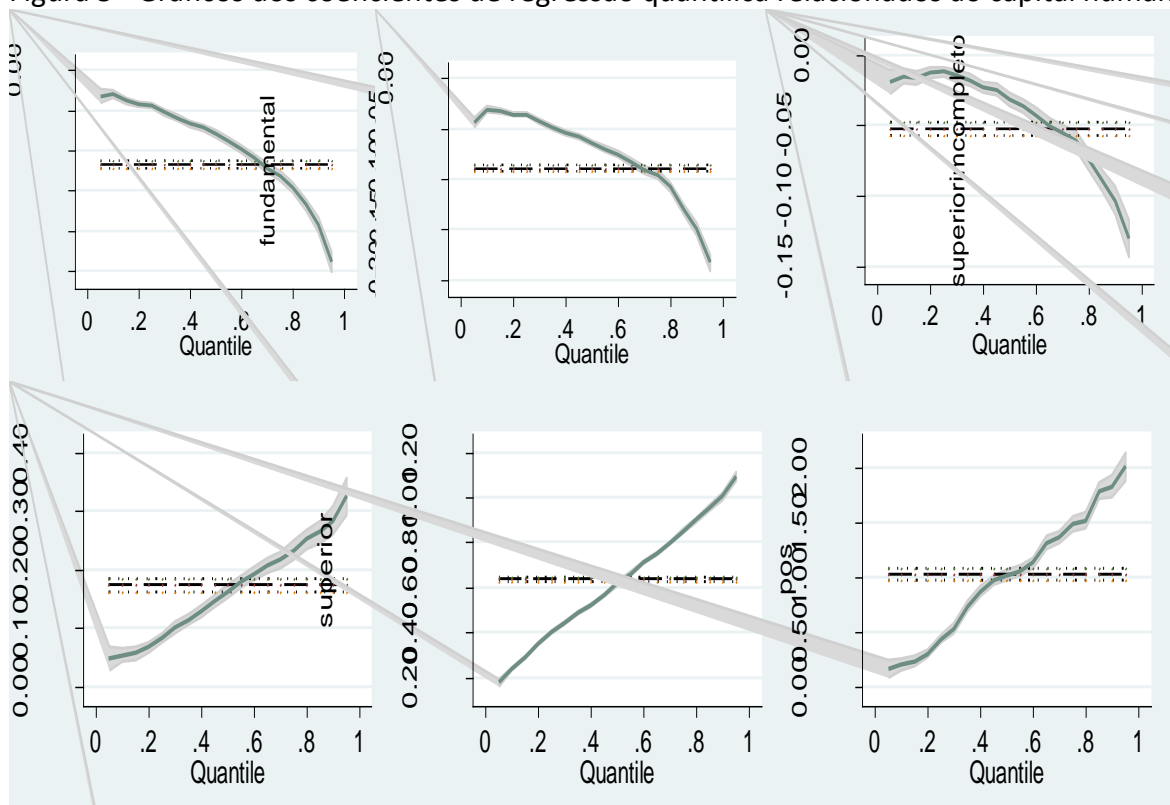 Figura 3 - Gráficos dos coeficientes de regressão quantílica relacionados ao capital human
0.00
fundamental
0 .2 .4 .6 .8 1
Quantile
0.00
0 .2 .4 .6 .8 1
Quantile
-0.15 -0.10 -0.05 0.00
superiorincompleto
0 .2 .4 .6 .8 1
Quantile
0.00 0.10 0.20 0.30 0.40
superior
0 .2 .4 .6 .8 1
Quantile
0.20 0.40 0.60 0.80 1.00 1.20
0 .2 .4 .6 .8 1
Quantile
0.00 0.50 1.00 1.50 2.00
Pos
0 .2 .4 .6 .8 1
Quantile